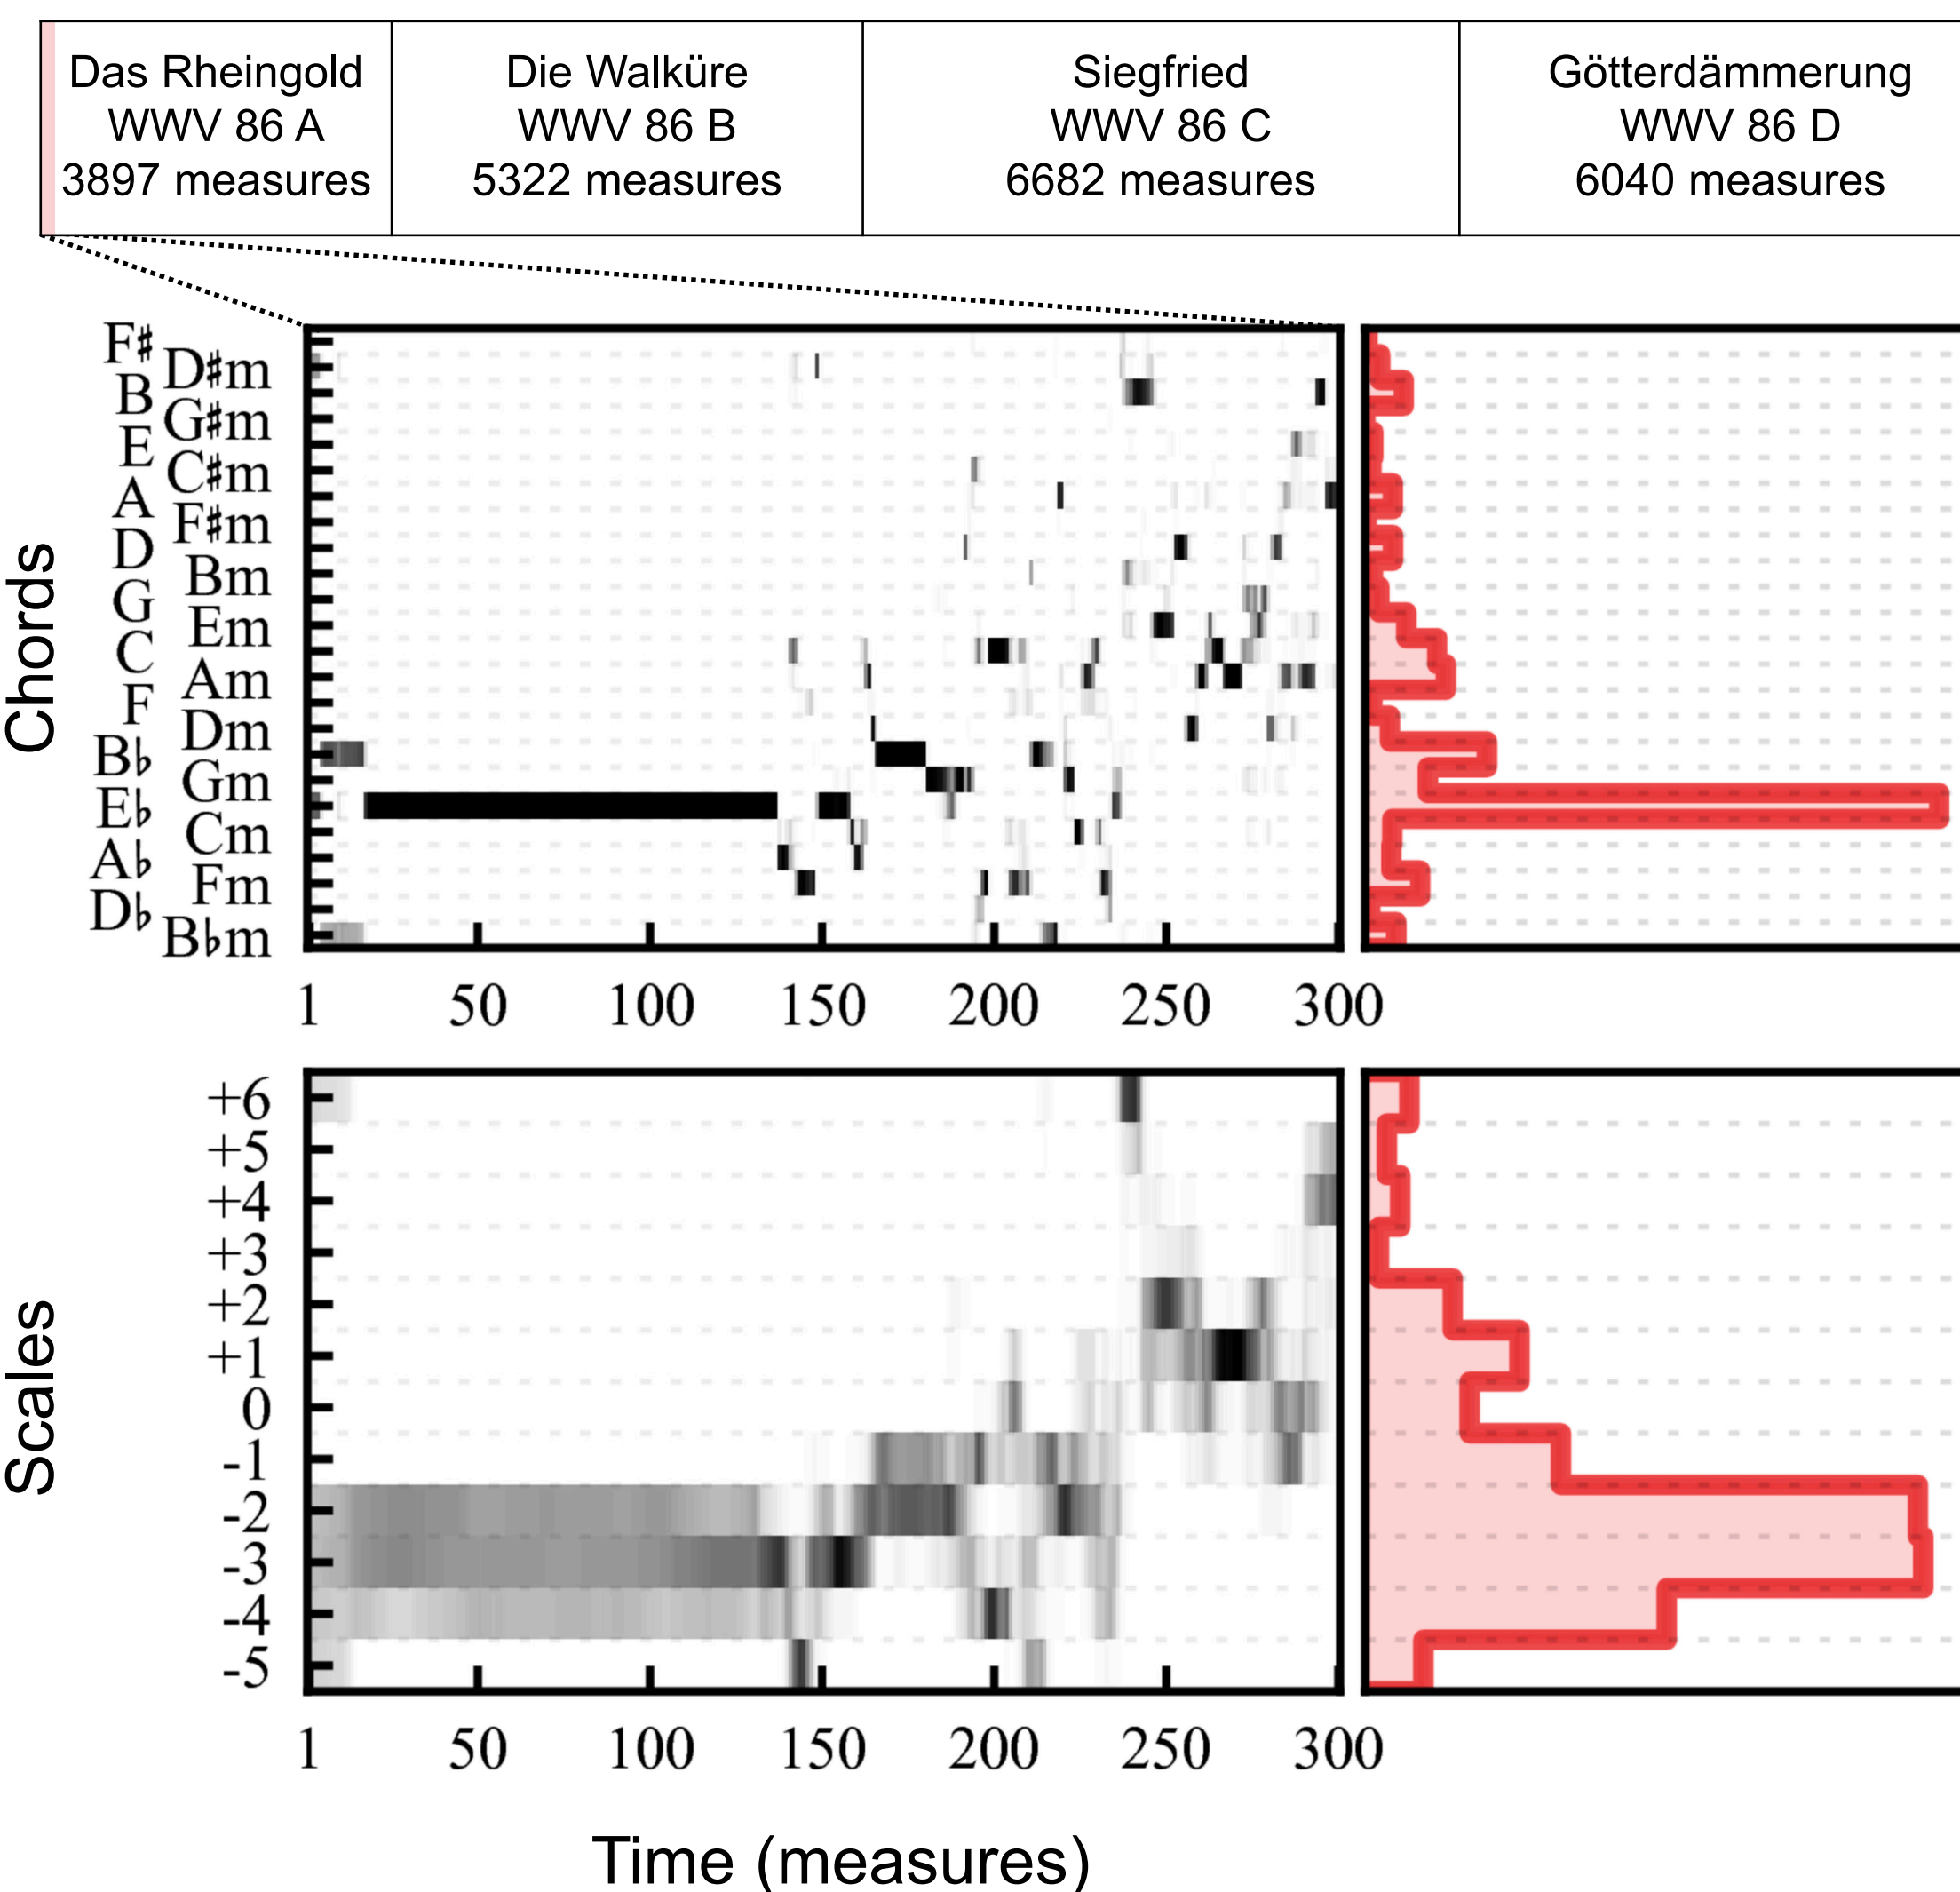 Das Rheingold
WWV 86 A
3897 measures
Die Walküre
WWV 86 B
5322 measures
Siegfried
WWV 86 C
6682 measures
Götterdämmerung
WWV 86 D
6040 measures
Chords
F♯
D♯m
B
G♯m
E
C♯m
A
F♯m
D
Bm
G
Em
C
Am
F
Dm
B♭
Gm
E♭
Cm
A♭
Fm
D♭
B♭m
1 50 100 150 200 250 300
Scales
+6
+5
+4
+3
+2
+1
0
-1
-2
-3
-4
-5
1 50 100 150 200 250 300
Time (measures)